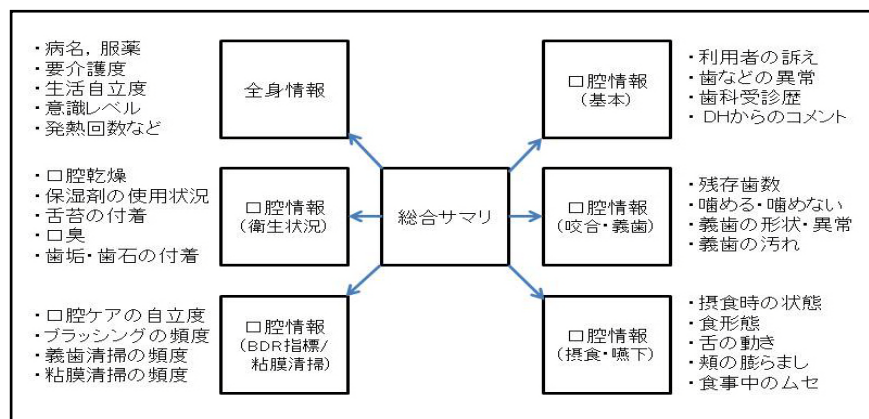 ・病名，服薬
・要介護度
・生活自立度
・意識レベル
・発熱回数など
全身情報
口腔情報
(基本)
・利用者の訴え
・歯などの異常
・歯科受診歴
・DHからのコメント
・口腔乾燥
・保湿剤の使用状況
・舌苔の付着
・口臭
・歯垢・歯石の付着
口腔情報
(衛生状況)
総合サマリ
口腔情報
(咬合・義歯)
・残存歯数
・噛める・噛めない
・義歯の形状・異常
・義歯の汚れ
・口腔ケアの自立度
・ブラッシングの頻度
・義歯清掃の頻度
・粘膜清掃の頻度
口腔情報
(BDR指標/
粘膜清掃)
口腔情報
(摂食・嚥下)
・摂食時の状態
・食形態
・舌の動き
・頬の膨らまし
・食事中のムセ